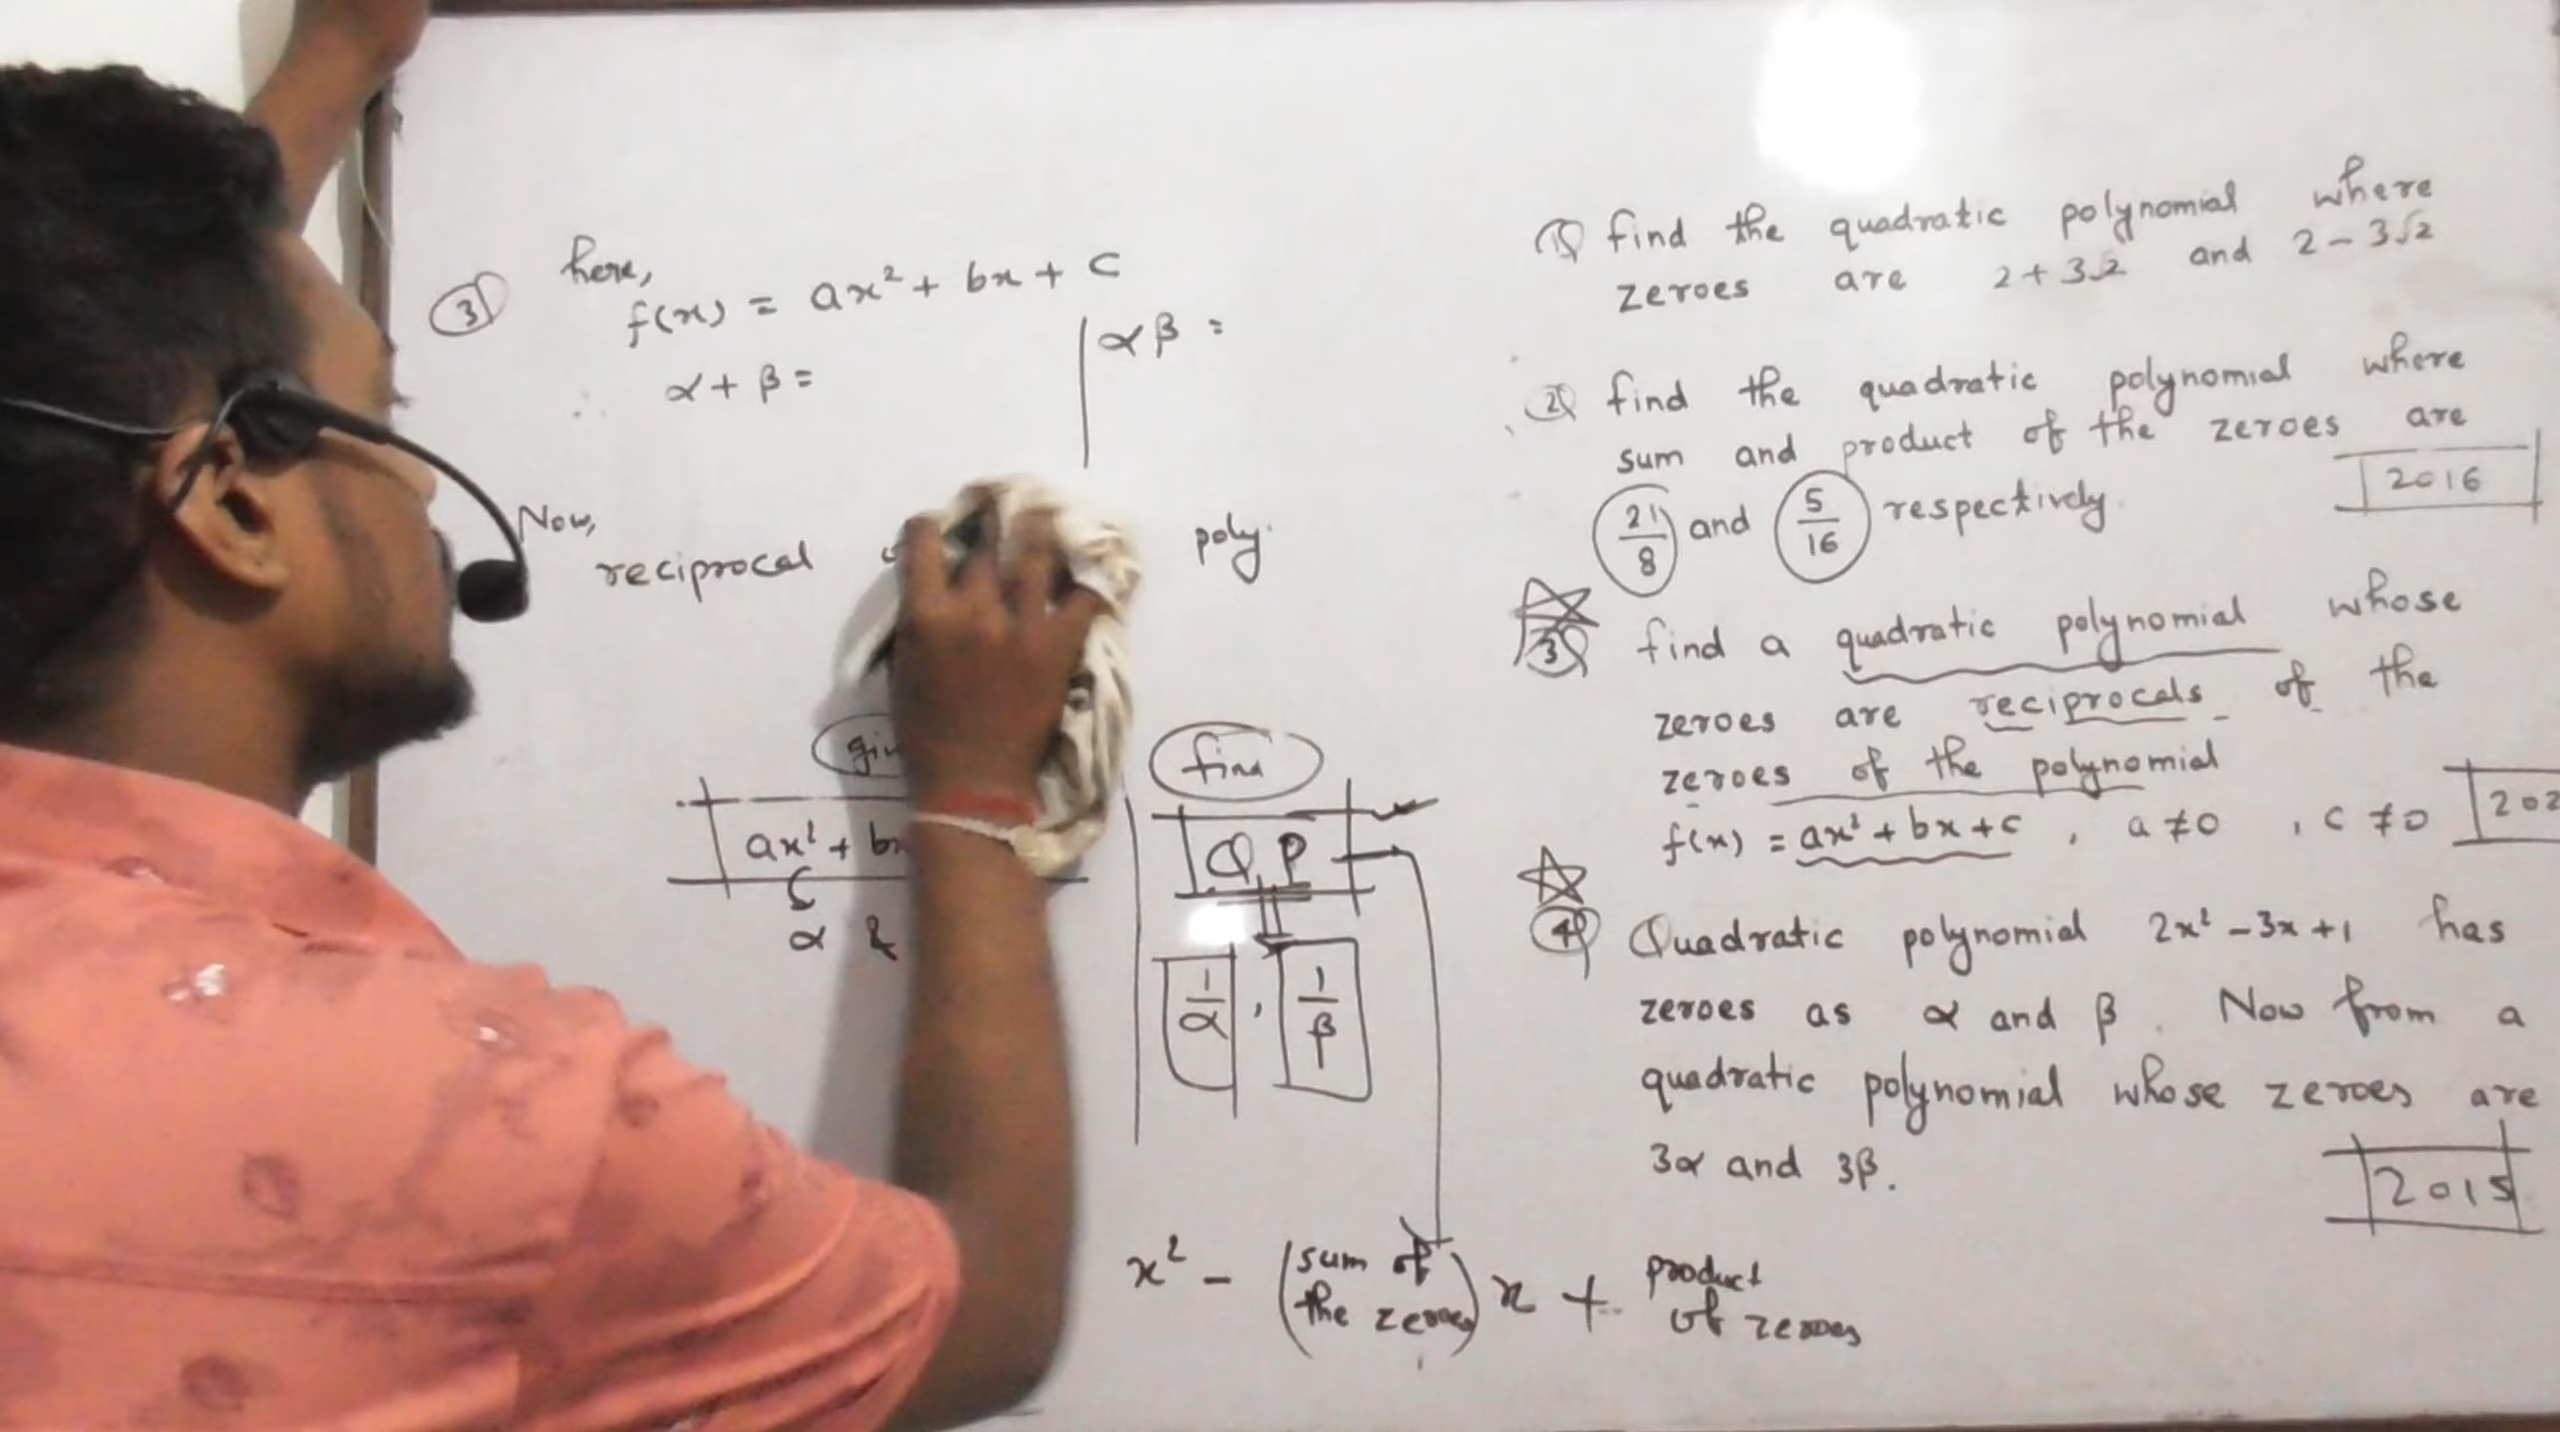 ③ here,
f(x) = ax² + bx + c
∴ α + β =
αβ =
Now,
reciprocal
poly.
ax² + bx
α &
find
Q.P
1/α , 1/β
x² - (sum of the zeroes) x + product of zeroes
① find the quadratic polynomial where
zeroes are 2 + 3√2 and 2 - 3√2
② find the quadratic polynomial where
sum and product of the zeroes are
21/8 and 5/16 respectively.
2016
③ find a quadratic polynomial whose
zeroes are reciprocals of the
zeroes of the polynomial
f(x) = ax² + bx + c , a ≠ 0 , c ≠ 0
④ Quadratic polynomial 2x² - 3x + 1 has
zeroes as α and β. Now from a
quadratic polynomial whose zeroes are
3α and 3β.
2015